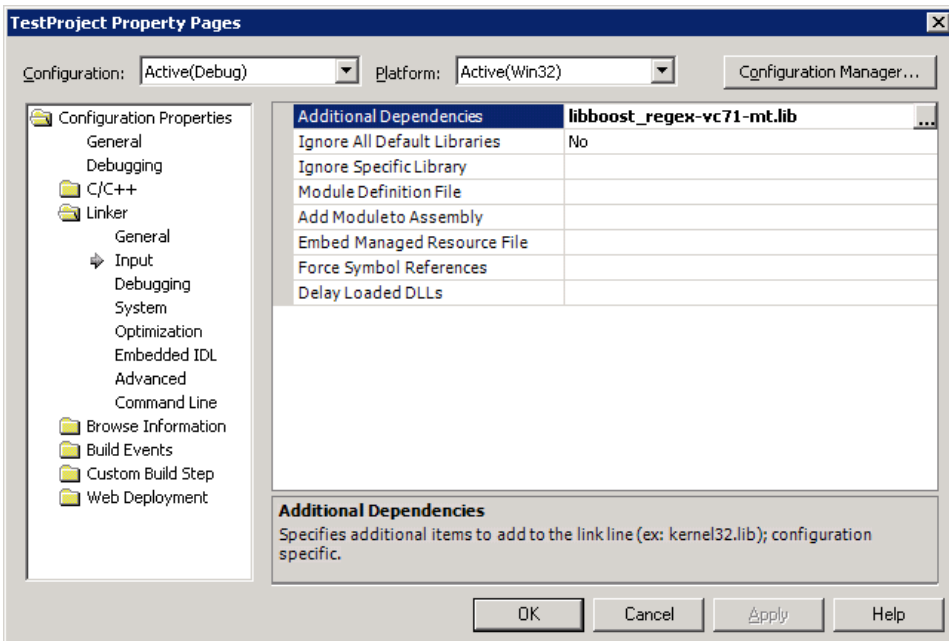 TestProject Property Pages
Configuration: Active(Debug) Platform: Active(Win32) Configuration Manager...
Configuration Properties
General
Debugging
C/C++
Linker
General
Input
Debugging
System
Optimization
Embedded IDL
Advanced
Command Line
Browse Information
Build Events
Custom Build Step
Web Deployment
Additional Dependencies libboost_regex-vc71-mt.lib ...
Ignore All Default Libraries No
Ignore Specific Library
Module Definition File
Add Moduleto Assembly
Embed Managed Resource File
Force Symbol References
Delay Loaded DLLs
Additional Dependencies
Specifies additional items to add to the link line (ex: kernel32.lib); configuration
specific.
OK Cancel Apply Help